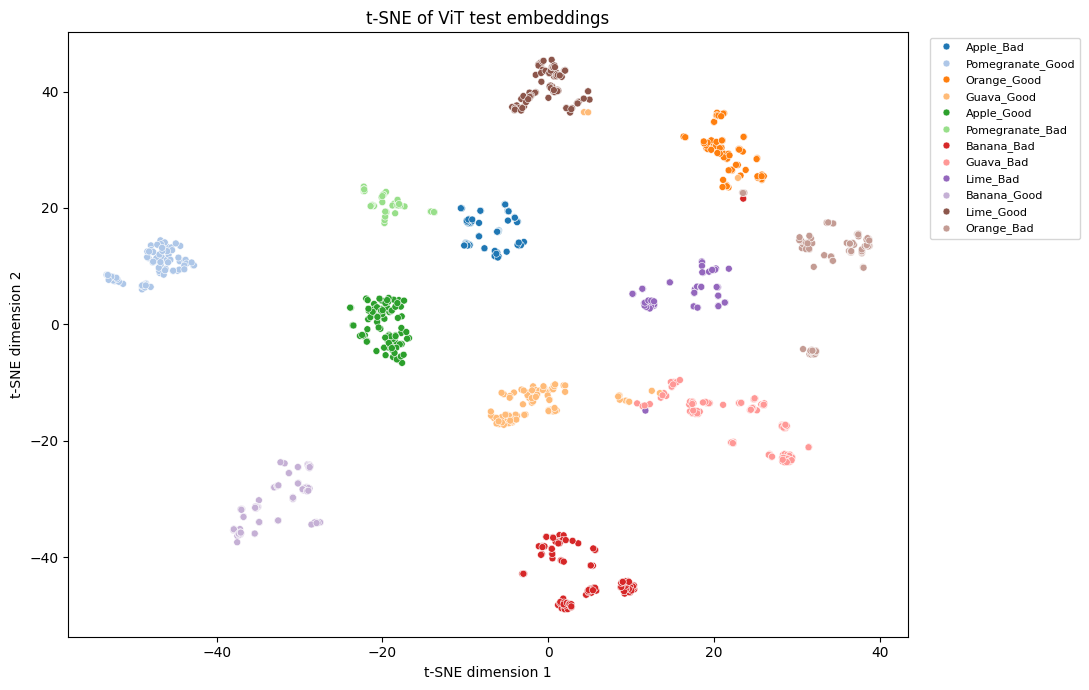 t-SNE of ViT test embeddings
t-SNE dimension 2
40
20
0
−20
−40
−40
−20
0
20
40
t-SNE dimension 1
Apple_Bad
Pomegranate_Good
Orange_Good
Guava_Good
Apple_Good
Pomegranate_Bad
Banana_Bad
Guava_Bad
Lime_Bad
Banana_Good
Lime_Good
Orange_Bad